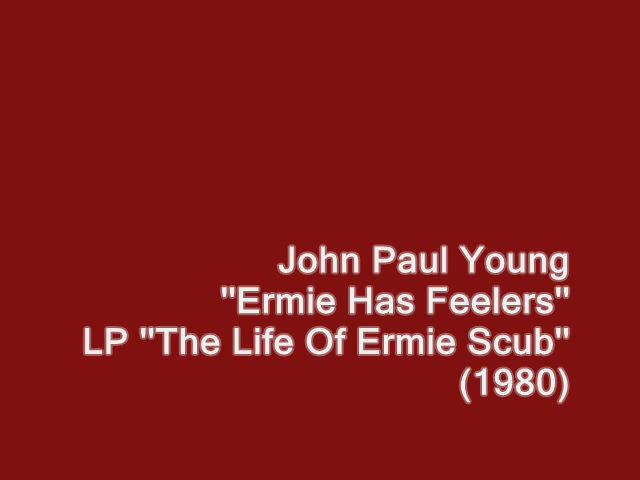 John Paul Young
"Ermie Has Feelers"
LP "The Life Of Ermie Scub"
(1980)